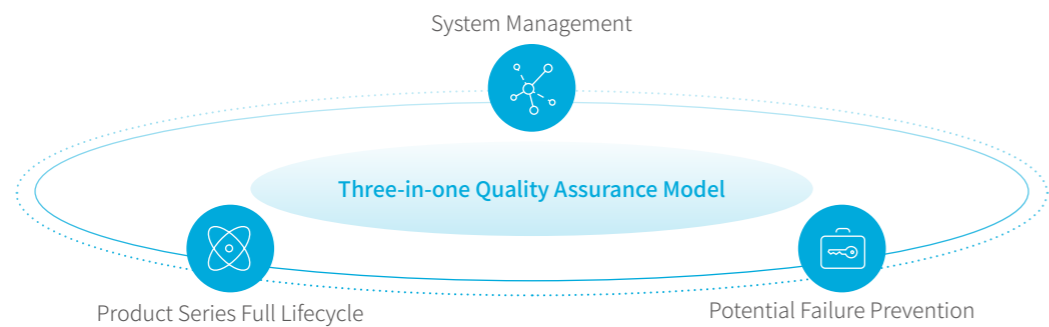 System Management
Three-in-one Quality Assurance Model
Product Series Full Lifecycle
Potential Failure Prevention